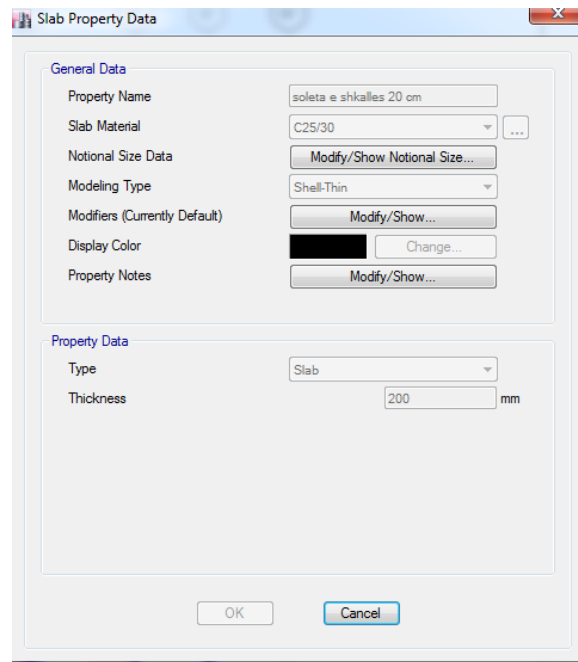 Slab Property Data
General Data
Property Name soleta e shkalles 20 cm
Slab Material C25/30 ...
Notional Size Data Modify/Show Notional Size...
Modeling Type Shell-Thin
Modifiers (Currently Default) Modify/Show...
Display Color Change...
Property Notes Modify/Show...
Property Data
Type Slab
Thickness 200 mm
OK Cancel